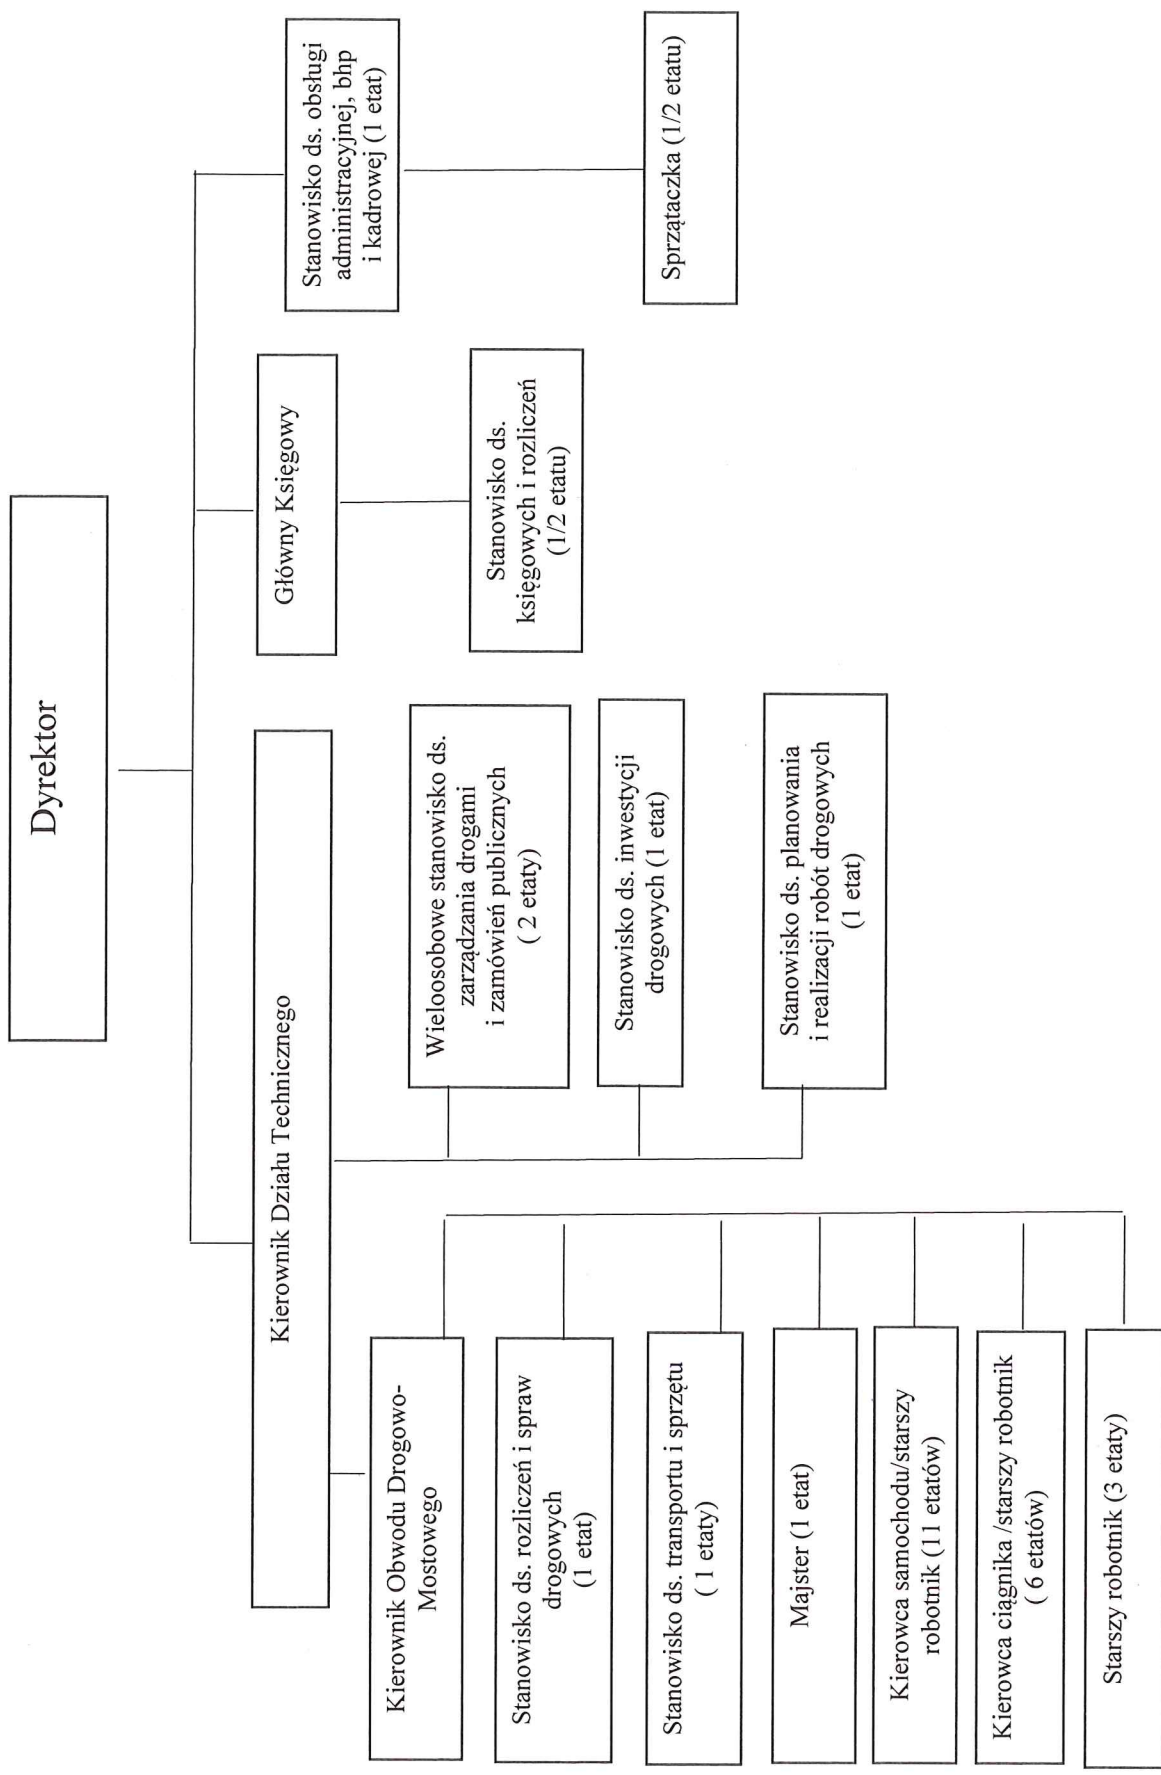 Dyrektor
Kierownik Działu Technicznego
Główny Księgowy
Stanowisko ds. obsługi
administracyjnej, bhp
i kadrowej (1 etat)
Kierownik Obwodu Drogowo-
Mostowego
Stanowisko ds. rozliczeń i spraw
drogowych
(1 etat)
Stanowisko ds. transportu i sprzętu
( 1 etaty)
Majster (1 etat)
Kierowca samochodu/starszy
robotnik (11 etatów)
Kierowca ciągnika /starszy robotnik
( 6 etatów)
Starszy robotnik (3 etaty)
Wieloosobowe stanowisko ds.
zarządzania drogami
i zamówień publicznych
( 2 etaty)
Stanowisko ds. inwestycji
drogowych (1 etat)
Stanowisko ds. planowania
i realizacji robót drogowych
(1 etat)
Stanowisko ds.
księgowych i rozliczeń
(1/2 etatu)
Sprzątaczka (1/2 etatu)